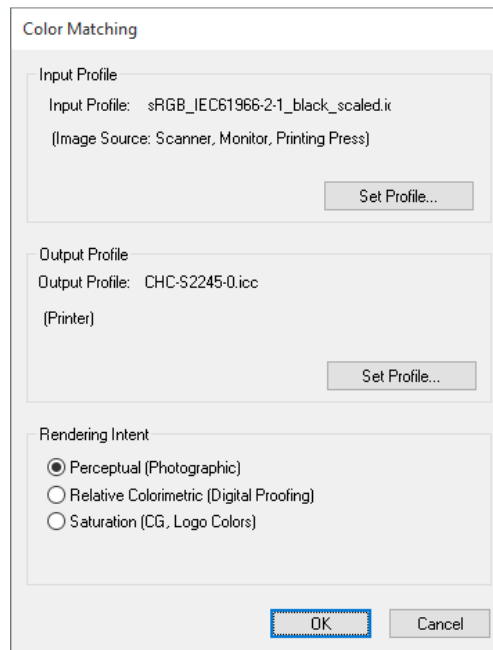 Color Matching
Input Profile
Input Profile: sRGB_IEC61966-2-1_black_scaled.ic
(Image Source: Scanner, Monitor, Printing Press)
Set Profile...
Output Profile
Output Profile: CHC-S2245-0.icc
(Printer)
Set Profile...
Rendering Intent
Perceptual (Photographic)
Relative Colorimetric (Digital Proofing)
Saturation (CG, Logo Colors)
OK Cancel